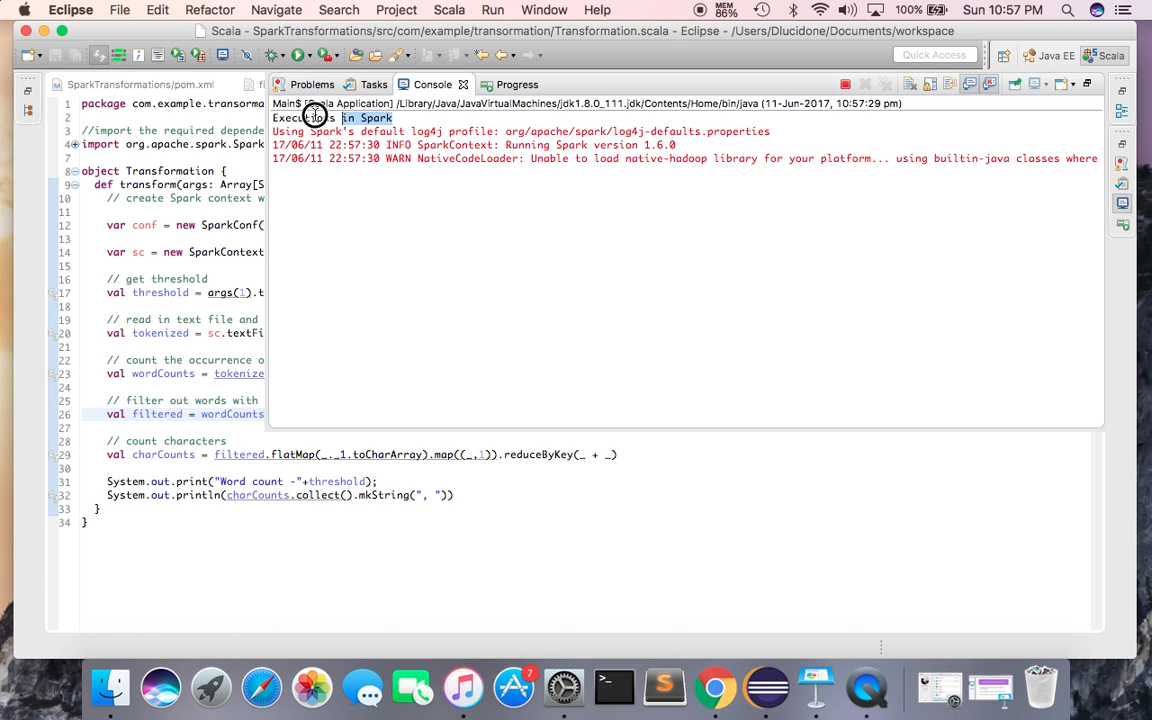 Eclipse File Edit Refactor Navigate Search Project Scala Run Window Help MEM 86% 100% Sun 10:57 PM
Scala - SparkTransformations/src/com/example/transormation/Transformation.scala - Eclipse - /Users/Dlucidone/Documents/workspace
Quick Access Java EE Scala
SparkTransformations/pom.xml
Problems Tasks Console Progress
Main$ [Scala Application] /Library/Java/JavaVirtualMachines/jdk1.8.0_111.jdk/Contents/Home/bin/java (11-Jun-2017, 10:57:29 pm)
Executions in Spark
Using Spark's default log4j profile: org/apache/spark/log4j-defaults.properties
17/06/11 22:57:30 INFO SparkContext: Running Spark version 1.6.0
17/06/11 22:57:30 WARN NativeCodeLoader: Unable to load native-hadoop library for your platform... using builtin-java classes where
1 package com.example.transorma
2
3 //import the required depende
4 import org.apache.spark.Spark
7
8 object Transformation {
9 def transform(args: Array[S
10 // create Spark context w
11
12 var conf = new SparkConf(
13
14 var sc = new SparkContext
15
16 // get threshold
17 val threshold = args(1).t
18
19 // read in text file and
20 val tokenized = sc.textFi
21
22 // count the occurrence o
23 val wordCounts = tokenize
24
25 // filter out words with
26 val filtered = wordCounts
27
28 // count characters
29 val charCounts = filtered.flatMap(_._1.toCharArray).map((_,1)).reduceByKey(_ + _)
30
31 System.out.print("Word count -"+threshold);
32 System.out.println(charCounts.collect().mkString(", "))
33 }
34 }
7